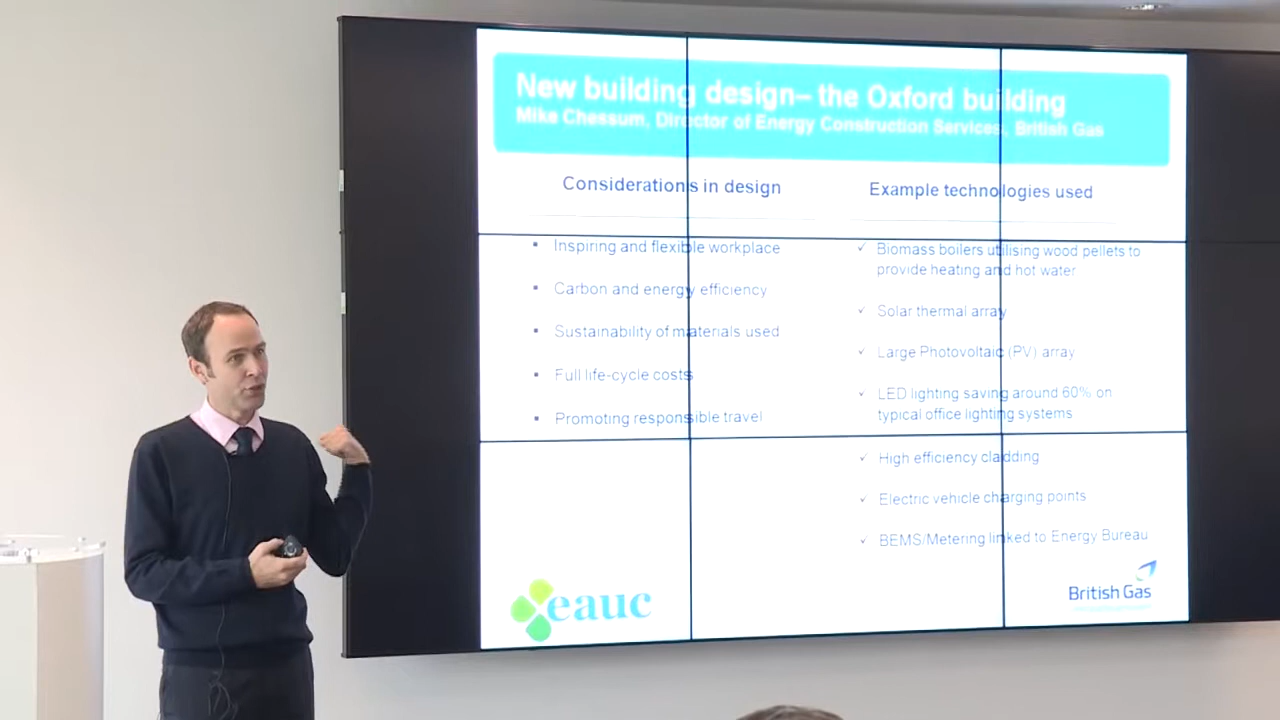 New building design– the Oxford building
Mike Chessum, Director of Energy Construction Services, British Gas
Considerations in design
Inspiring and flexible workplace
Carbon and energy efficiency
Sustainability of materials used
Full life-cycle costs
Promoting responsible travel
Example technologies used
Biomass boilers utilising wood pellets to
provide heating and hot water
Solar thermal array
Large Photovoltaic (PV) array
LED lighting saving around 60% on
typical office lighting systems
High efficiency cladding
Electric vehicle charging points
BEMS/Metering linked to Energy Bureau
eauc
British Gas